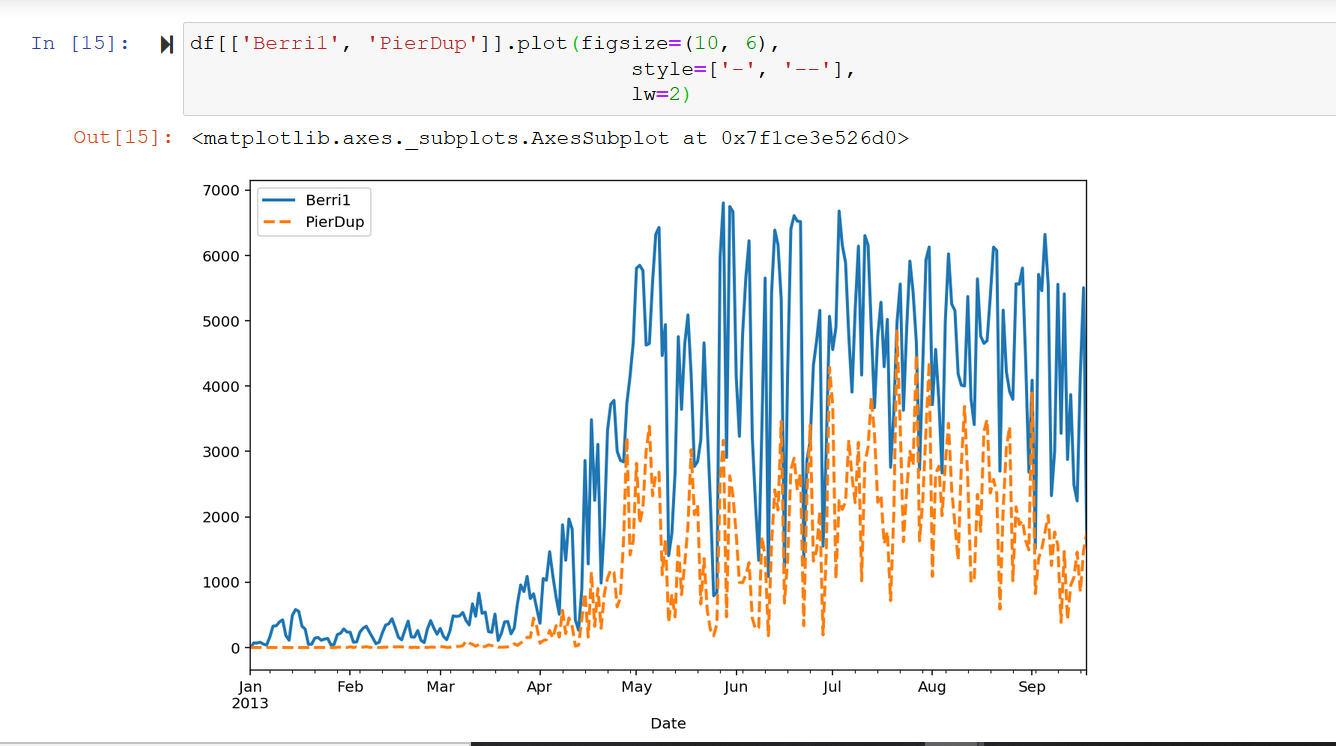 In [15]: df[['Berri1', 'PierDup']].plot(figsize=(10, 6),
style=['-', '--'],
lw=2)
Out[15]: <matplotlib.axes._subplots.AxesSubplot at 0x7f1ce3e526d0>
7000
Berri1
PierDup
6000
5000
4000
3000
2000
1000
0
Jan Feb Mar Apr May Jun Jul Aug Sep
2013
Date